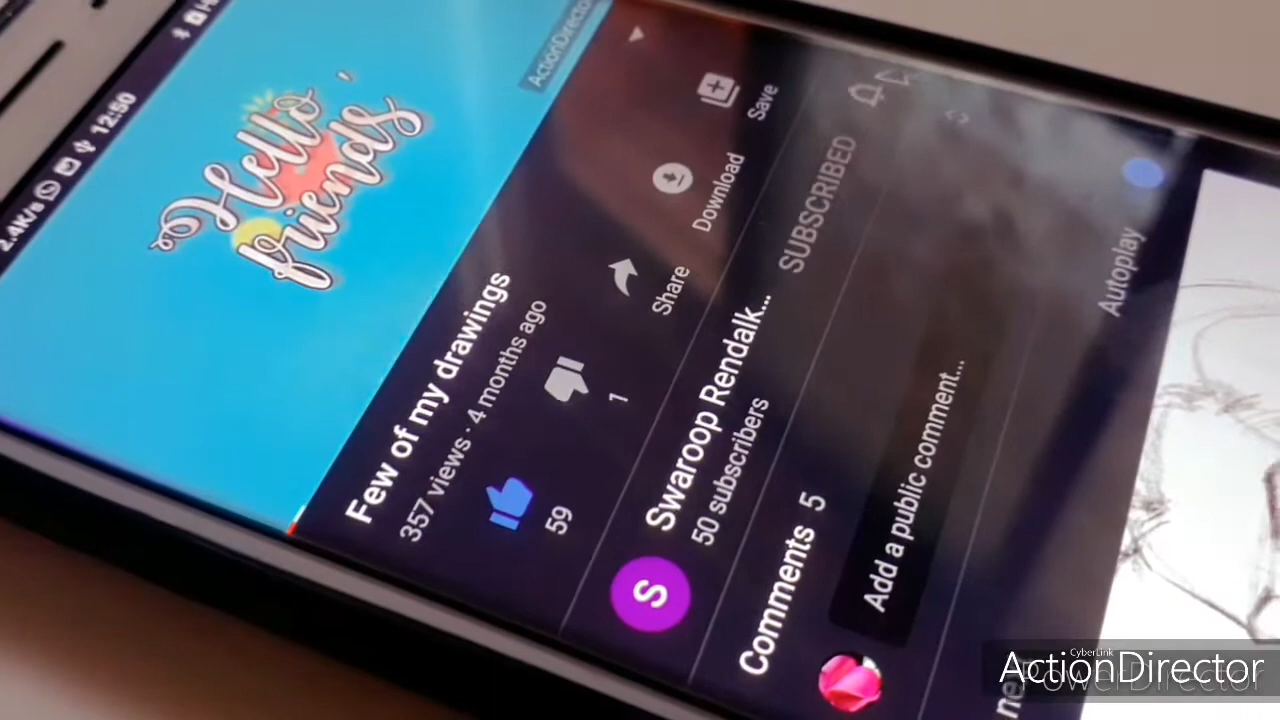 2.4K/s
12:50
Hello
friends
ActionDirector
Few of my drawings
357 views · 4 months ago
59
1
Share
Download
Save
Swaroop Rendalk...
50 subscribers
SUBSCRIBED
Comments 5
Add a public comment...
Autoplay
CyberLink
ActionDirector
PowerDirector